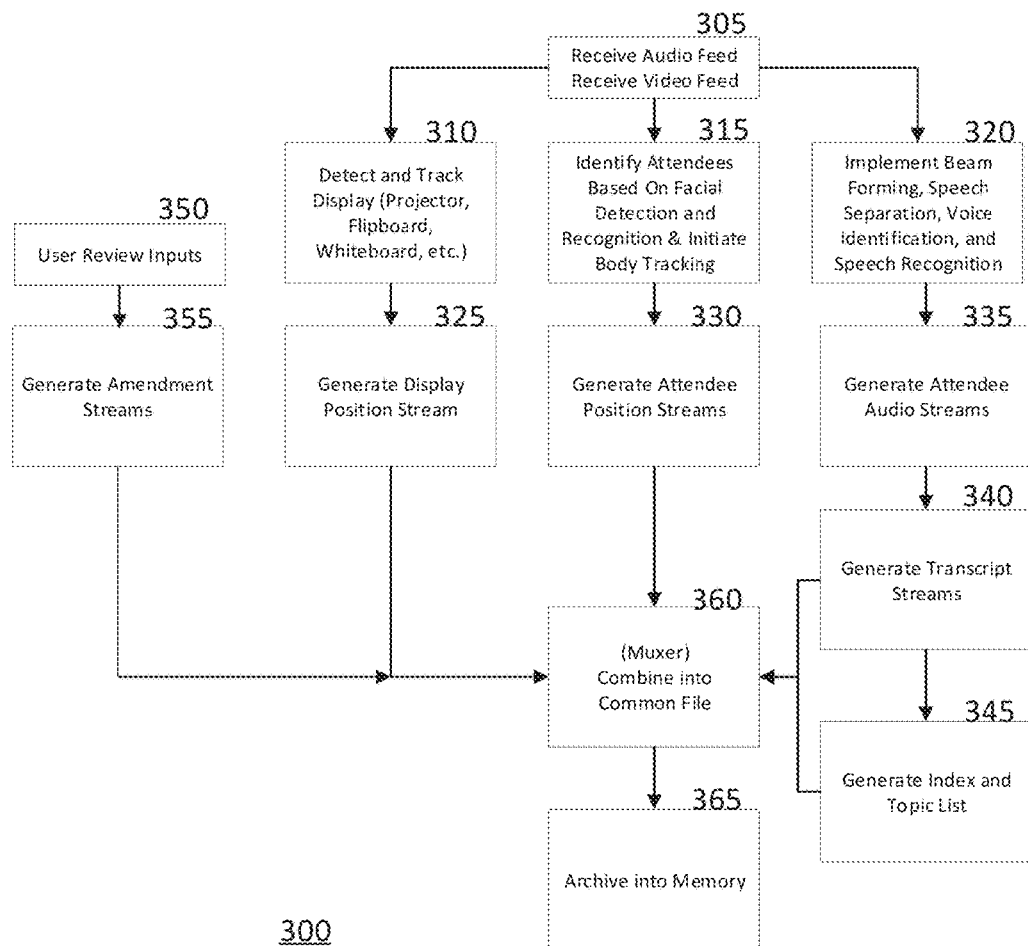 305
Receive Audio Feed
Receive Video Feed
310
Detect and Track
Display (Projector,
Flipboard,
Whiteboard, etc.)
315
Identify Attendees
Based On Facial
Detection and
Recognition & Initiate
Body Tracking
320
Implement Beam
Forming, Speech
Separation, Voice
Identification, and
Speech Recognition
350
User Review Inputs
355
Generate Amendment
Streams
325
Generate Display
Position Stream
330
Generate Attendee
Position Streams
335
Generate Attendee
Audio Streams
340
Generate Transcript
Streams
360
(Muxer)
Combine into
Common File
345
Generate Index and
Topic List
365
Archive into Memory
300